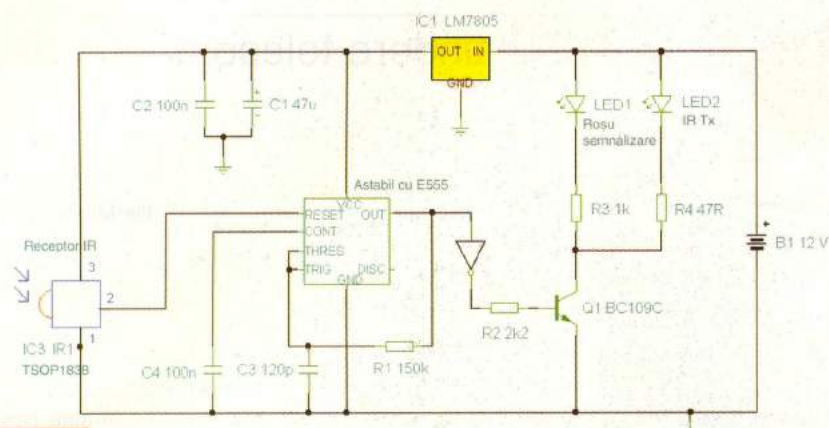 IC1 LM7805
OUT IN
GND
C2 100n
C1 47u
LED1
Roșu
semnalizare
LED2
IR Tx
Astabil cu E555
VCC
RESET OUT
CONT
THRES
TRIG DISC
GND
R3 1k
R4 47R
B1 12 V
Receptor IR
3
2
1
IC3 IR1
TSOP1838
R2 2k2
Q1 BC109C
C4 100n
C3 120p
R1 150k